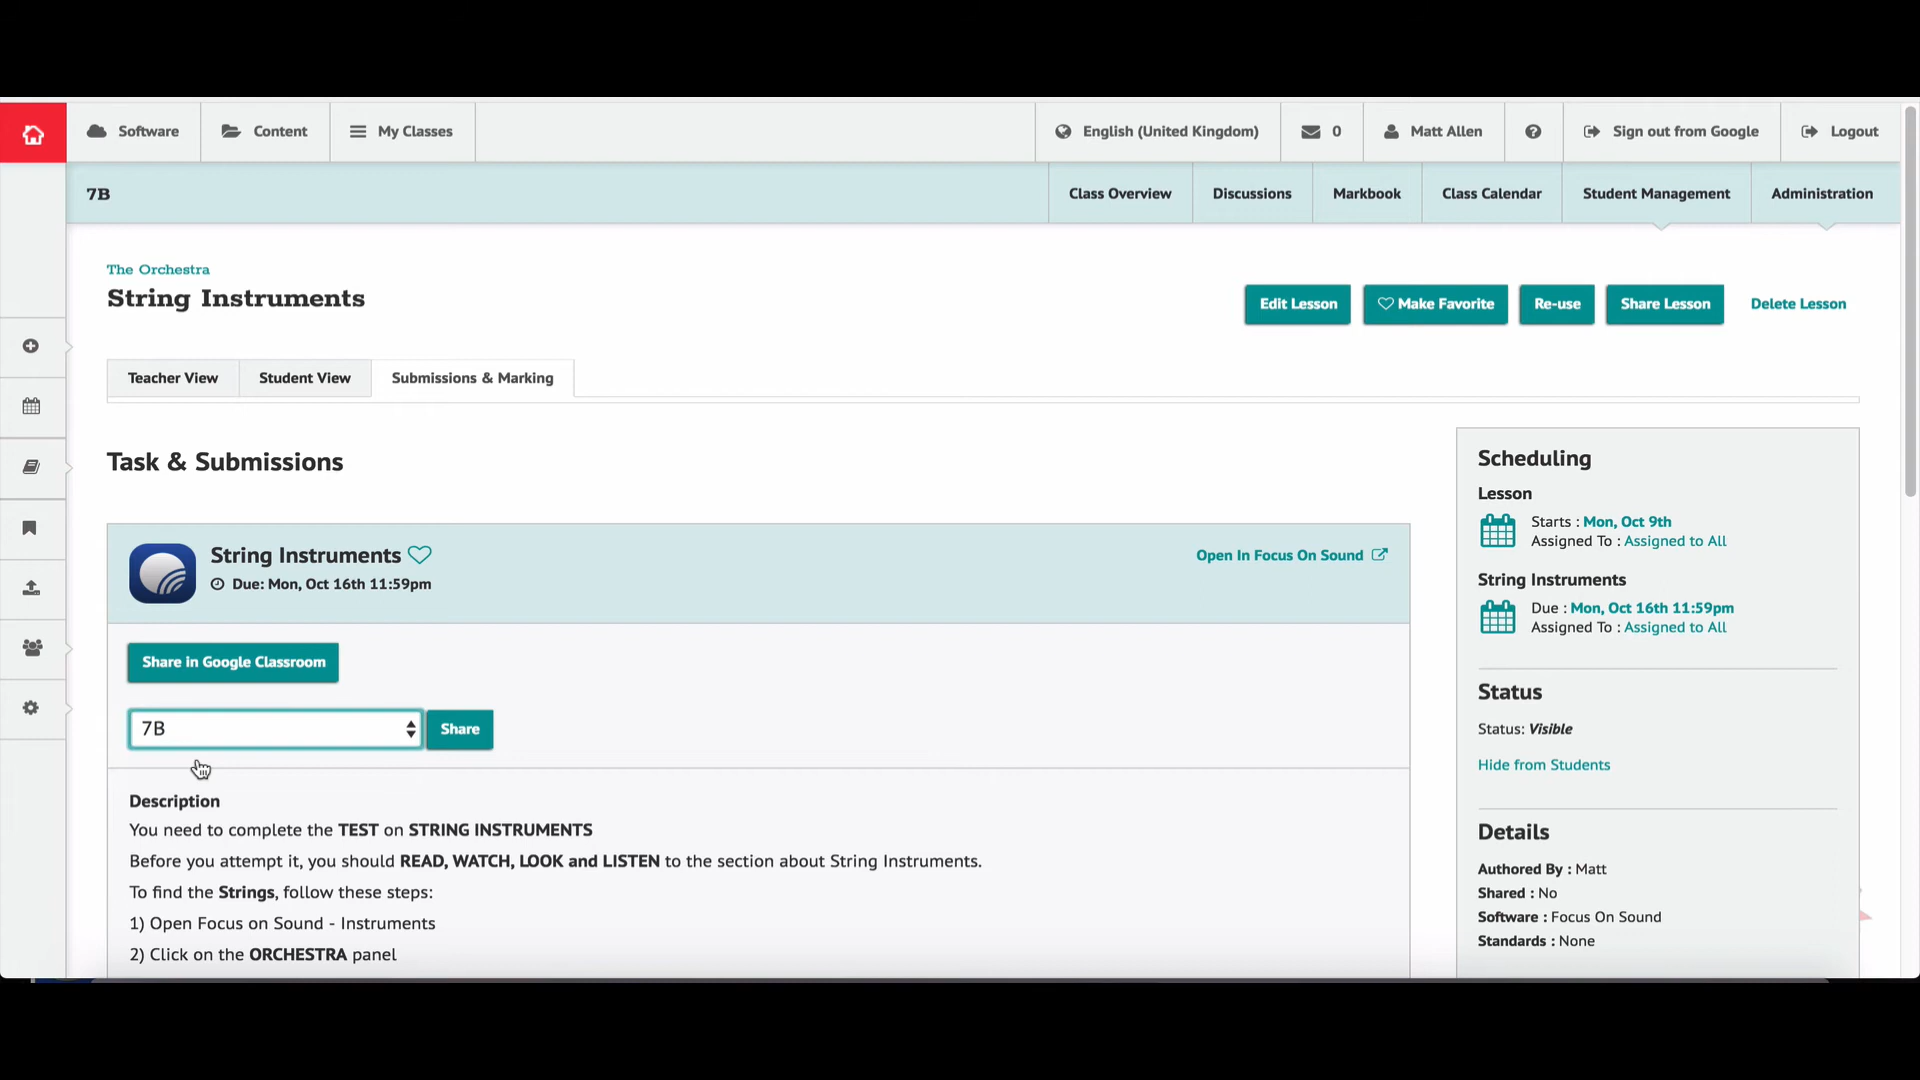 Software
Content
My Classes
English (United Kingdom)
0
Matt Allen
Sign out from Google
Logout
7B
Class Overview
Discussions
Markbook
Class Calendar
Student Management
Administration
The Orchestra
String Instruments
Edit Lesson
Make Favorite
Re-use
Share Lesson
Delete Lesson
Teacher View
Student View
Submissions & Marking
Task & Submissions
String Instruments
Due: Mon, Oct 16th 11:59pm
Open In Focus On Sound
Share in Google Classroom
7B
Share
Description
You need to complete the TEST on STRING INSTRUMENTS
Before you attempt it, you should READ, WATCH, LOOK and LISTEN to the section about String Instruments.
To find the Strings, follow these steps:
1) Open Focus on Sound - Instruments
2) Click on the ORCHESTRA panel
Scheduling
Lesson
Starts : Mon, Oct 9th
Assigned To : Assigned to All
String Instruments
Due : Mon, Oct 16th 11:59pm
Assigned To : Assigned to All
Status
Status: Visible
Hide from Students
Details
Authored By : Matt
Shared : No
Software : Focus On Sound
Standards : None